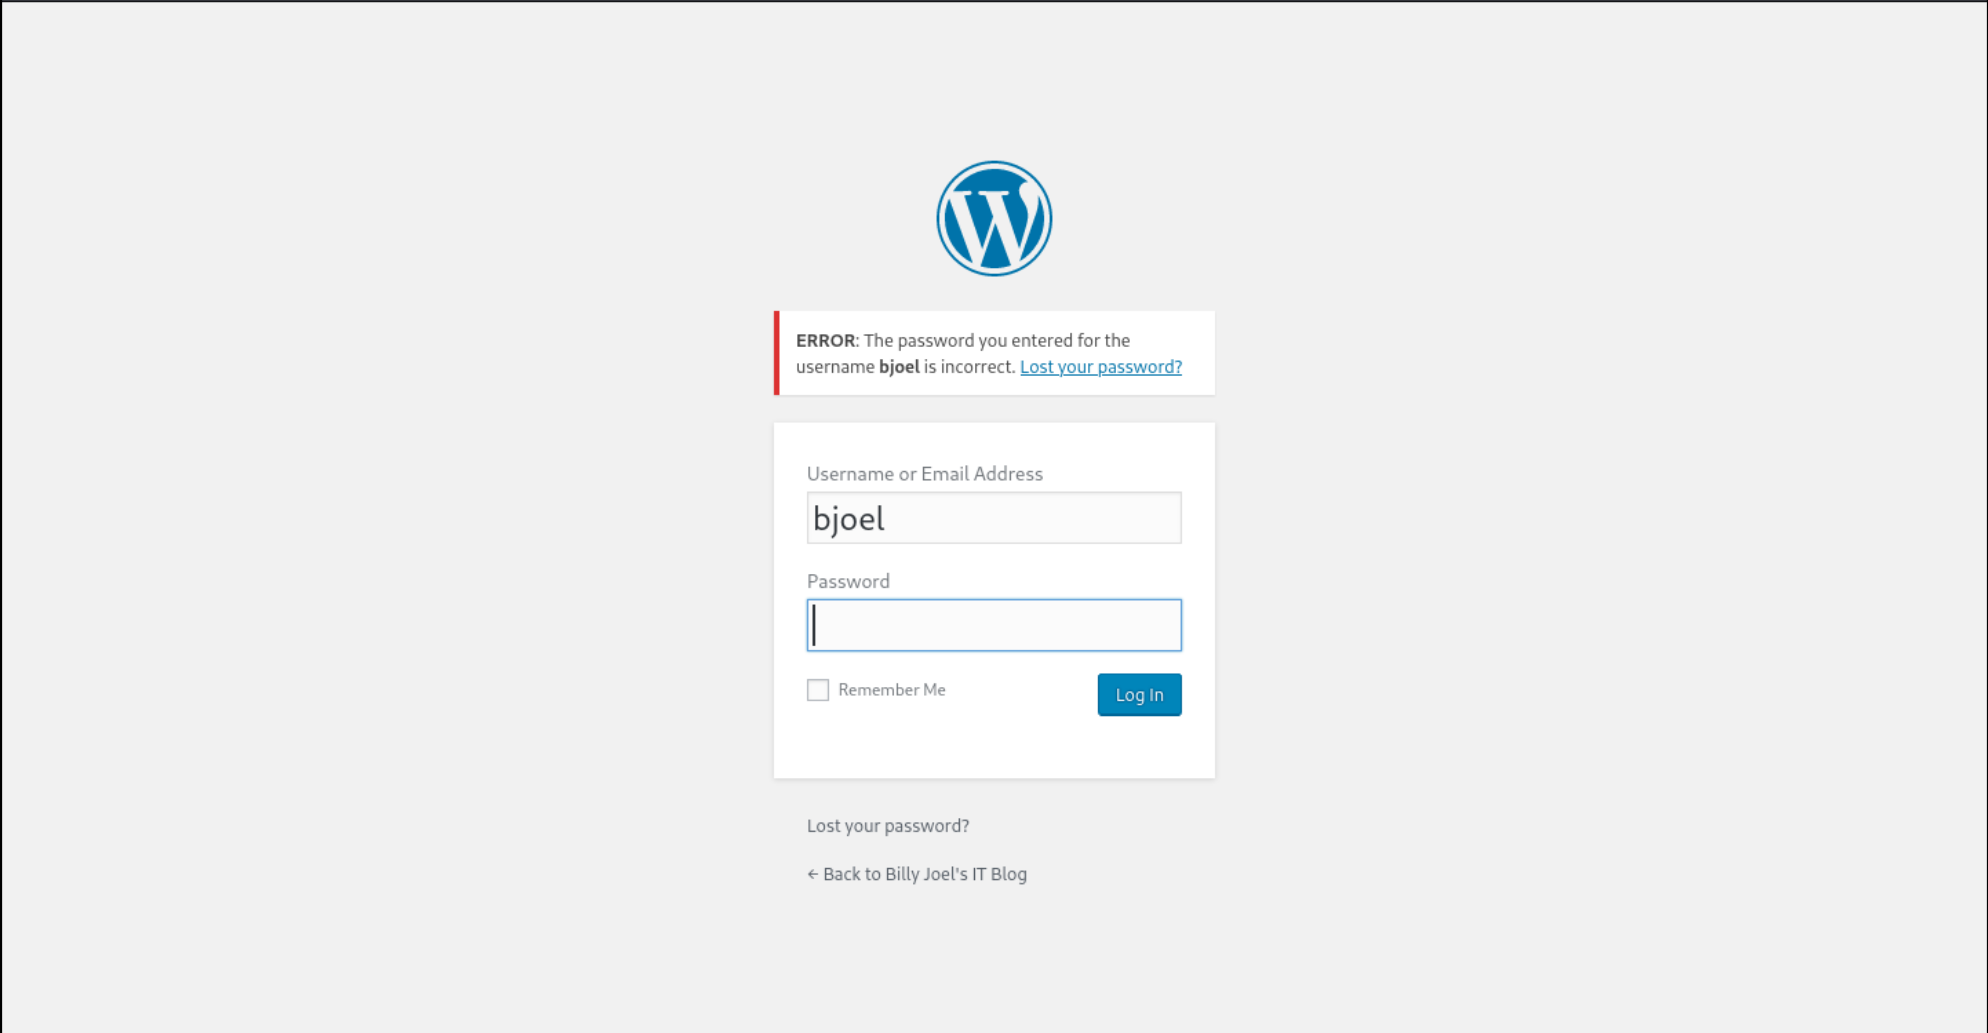 ERROR: The password you entered for the
username bjoel is incorrect. Lost your password?
Username or Email Address
bjoel
Password
Remember Me
Log In
Lost your password?
← Back to Billy Joel's IT Blog